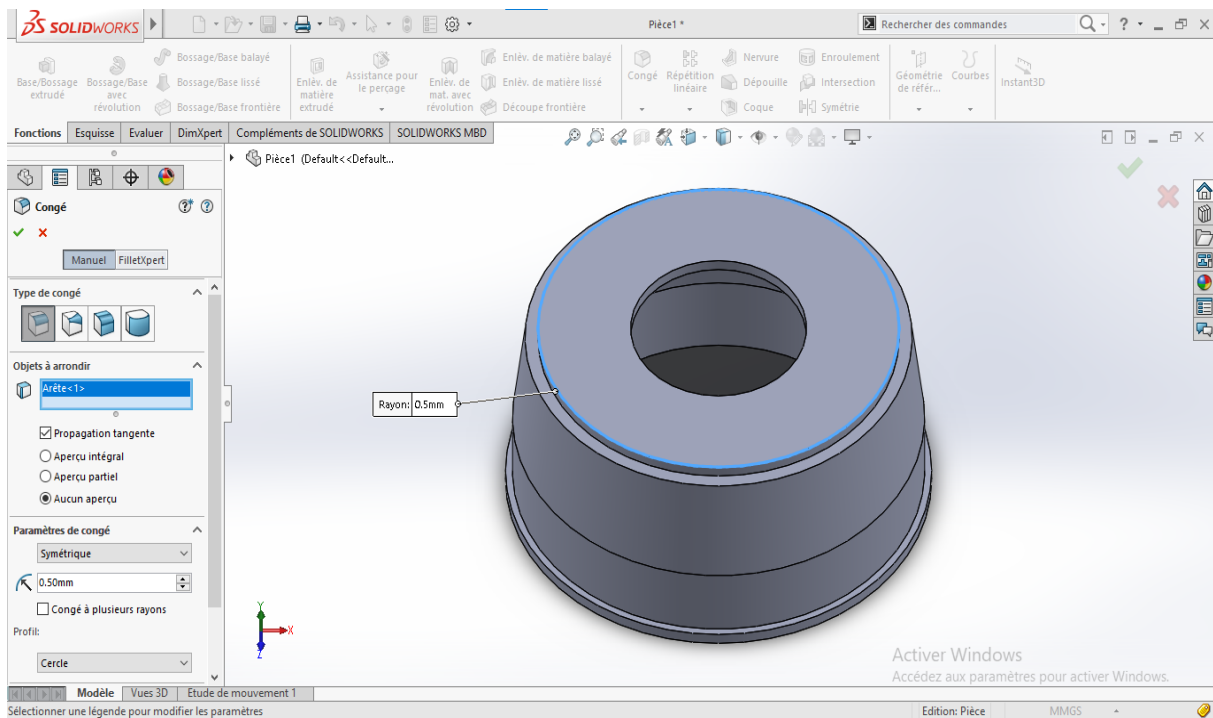 SOLIDWORKS
Pièce1 *
Rechercher des commandes
Base/Bossage extrudé
Bossage/Base avec révolution
Bossage/Base balayé
Bossage/Base lissé
Bossage/Base frontière
Enlèv. de matière extrudé
Assistance pour le perçage
Enlèv. de mat. avec révolution
Enlèv. de matière balayé
Enlèv. de matière lissé
Découpe frontière
Congé
Répétition linéaire
Nervure
Dépouille
Coque
Enroulement
Intersection
Symétrie
Géométrie de référ...
Courbes
Instant3D
Fonctions Esquisse Evaluer DimXpert Compléments de SOLIDWORKS SOLIDWORKS MBD
Pièce1 (Default<<Default...
Congé
Manuel FilletXpert
Type de congé
Objets à arrondir
Arête<1>
Propagation tangente
Aperçu intégral
Aperçu partiel
Aucun aperçu
Paramètres de congé
Symétrique
0.50mm
Congé à plusieurs rayons
Profil:
Cercle
Rayon: 0.5mm
Y
X
Z
Activer Windows
Accédez aux paramètres pour activer Windows.
Modèle Vues 3D Etude de mouvement 1
Sélectionner une légende pour modifier les paramètres
Edition: Pièce
MMGS